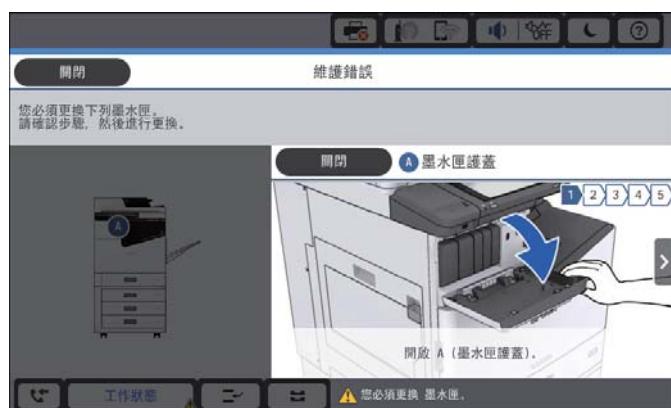 OFF
?
關閉
維護錯誤
您必須更換下列墨水匣。
請確認步驟，然後進行更換。
關閉
A 墨水匣護蓋
1 2 3 4 5
A
開啟 A (墨水匣護蓋)。
工作狀態
您必須更換 墨水匣。